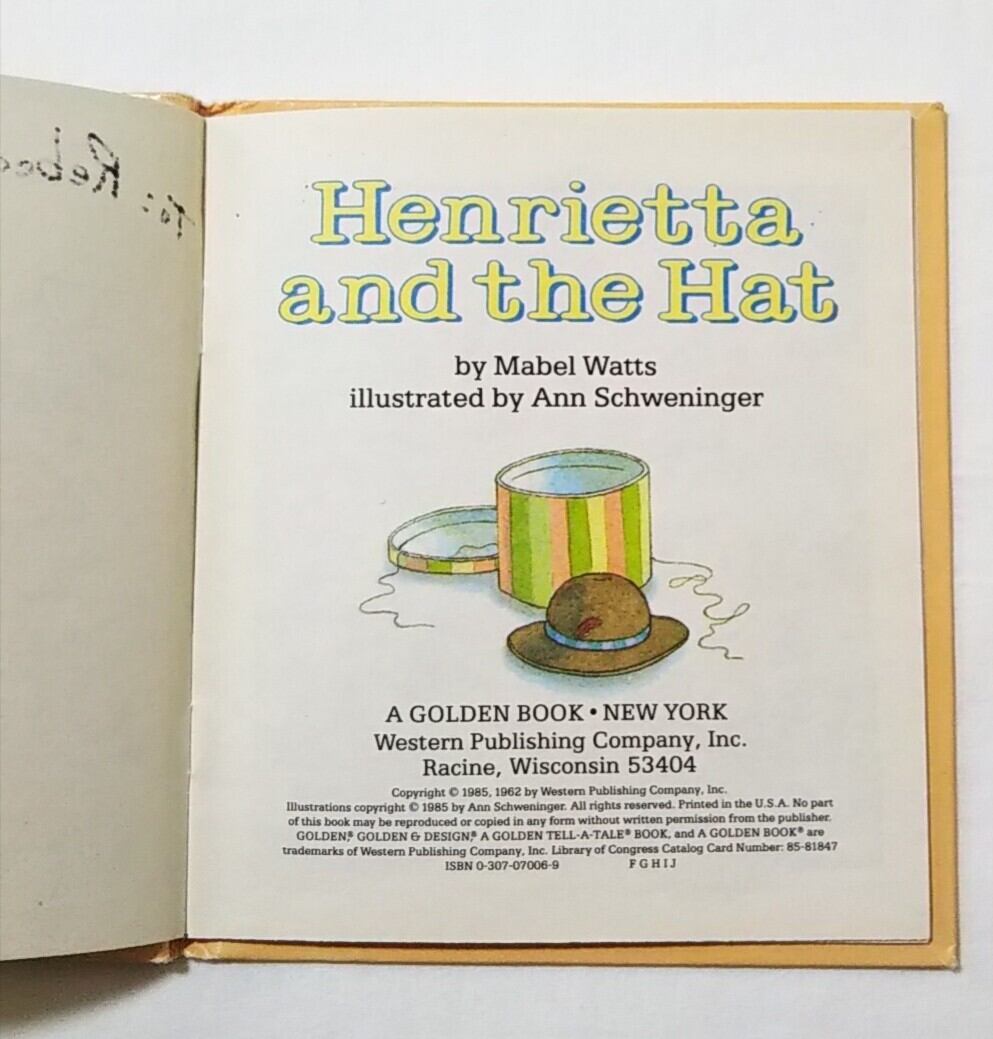 To:
Henrietta
and the Hat
by Mabel Watts
illustrated by Ann Schweninger
A GOLDEN BOOK • NEW YORK
Western Publishing Company, Inc.
Racine, Wisconsin 53404
Copyright © 1985, 1962 by Western Publishing Company, Inc.
Illustrations copyright © 1985 by Ann Schweninger. All rights reserved. Printed in the U.S.A. No part
of this book may be reproduced or copied in any form without written permission from the publisher.
GOLDEN,® GOLDEN & DESIGN,® A GOLDEN TELL-A-TALE® BOOK, and A GOLDEN BOOK® are
trademarks of Western Publishing Company, Inc. Library of Congress Catalog Card Number: 85-81847
ISBN 0-307-07006-9 F G H I J